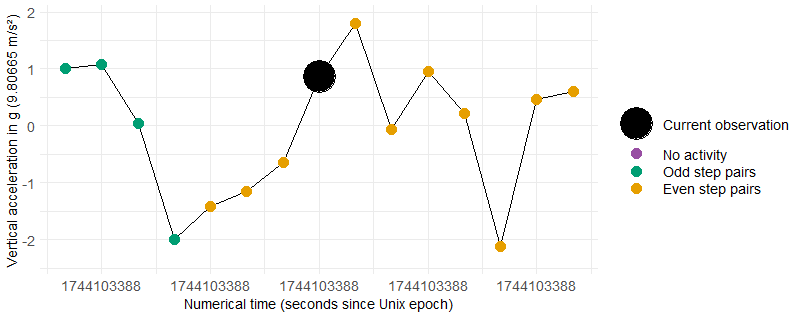 Vertical acceleration in g (9.80665 m/s²)
2
1
0
-1
-2
1744103388 1744103388 1744103388 1744103388 1744103388
Numerical time (seconds since Unix epoch)
Current observation
No activity
Odd step pairs
Even step pairs